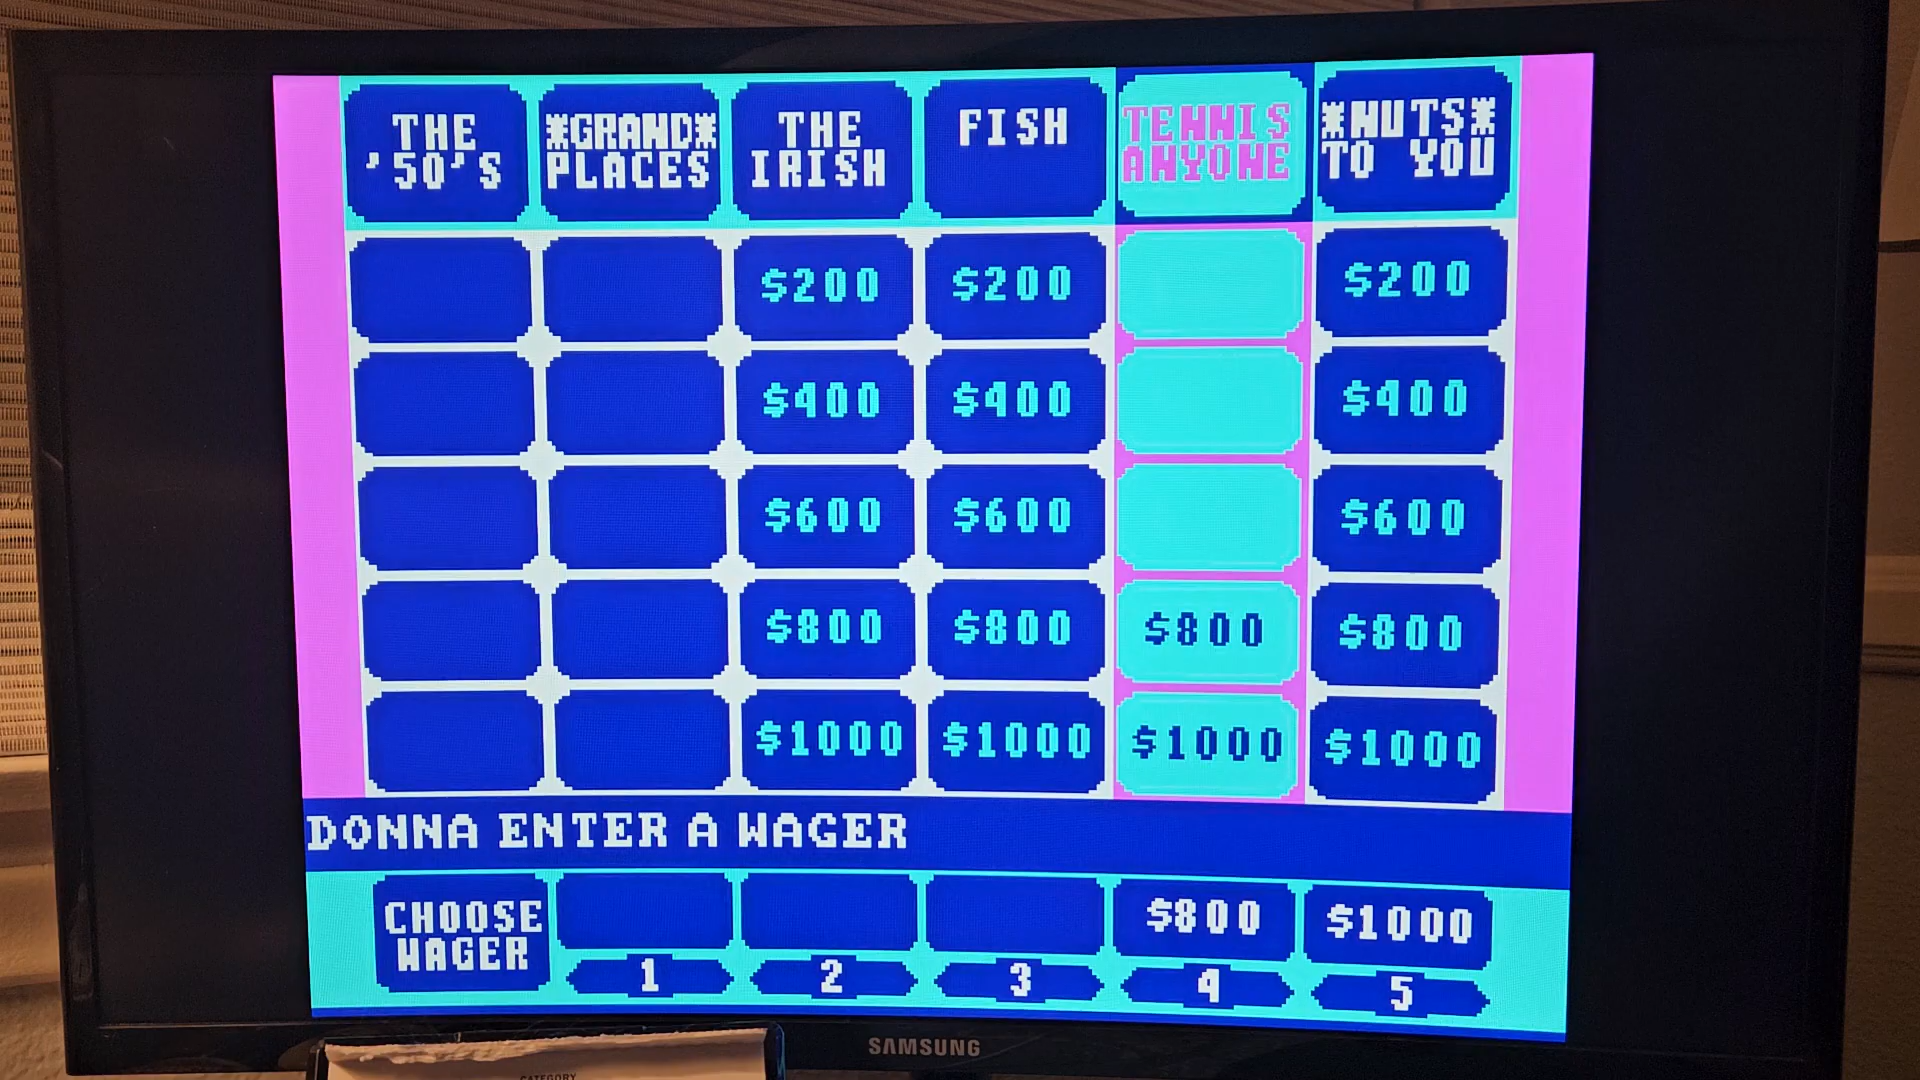 THE
'50'S
*GRAND*
PLACES
THE
IRISH
FISH
TENNIS
ANYONE
*NUTS*
TO YOU
$200 $200 $200
$400 $400 $400
$600 $600 $600
$800 $800 $800 $800
$1000 $1000 $1000 $1000
DONNA ENTER A WAGER
CHOOSE
WAGER
$800 $1000
1 2 3 4 5
SAMSUNG
CATEGORY